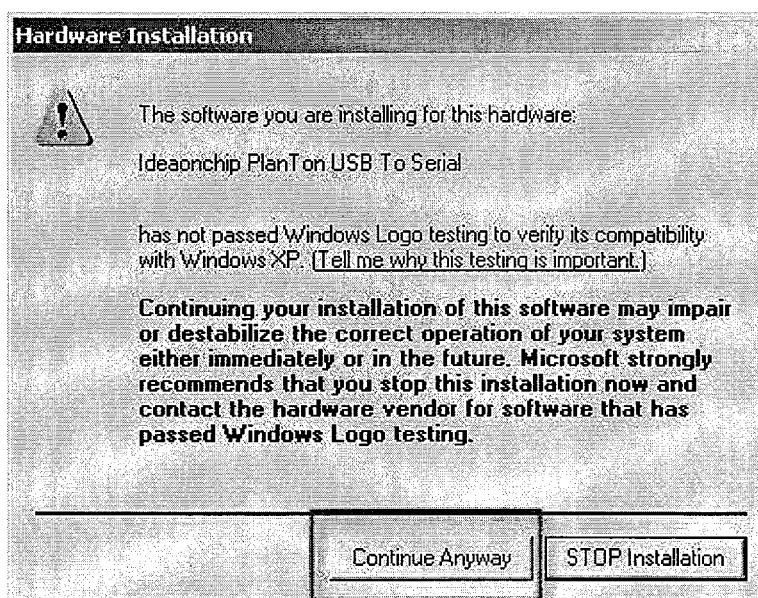 Hardware Installation
The software you are installing for this hardware:
Ideaonchip PlanTon USB To Serial
has not passed Windows Logo testing to verify its compatibility
with Windows XP. (Tell me why this testing is important.)
Continuing your installation of this software may impair
or destabilize the correct operation of your system
either immediately or in the future. Microsoft strongly
recommends that you stop this installation now and
contact the hardware vendor for software that has
passed Windows Logo testing.
Continue Anyway
STOP Installation